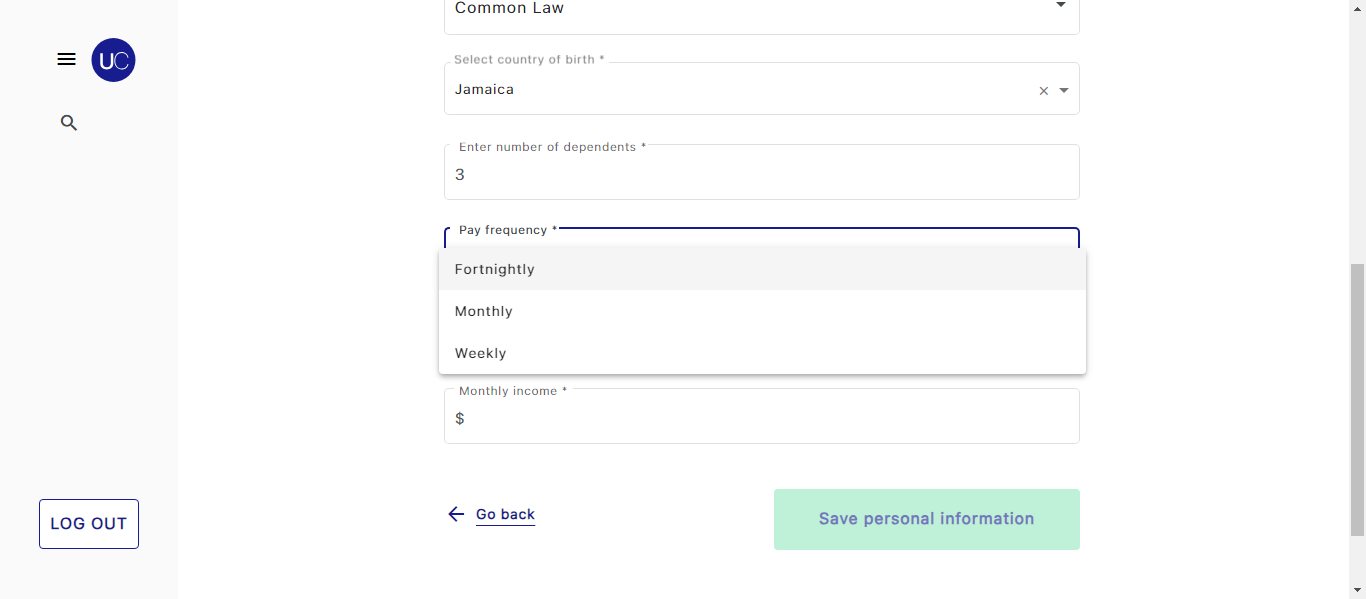 Common Law
UC
Select country of birth *
Jamaica
Enter number of dependents *
3
Pay frequency *
Fortnightly
Monthly
Weekly
Monthly income *
$
LOG OUT
Go back
Save personal information